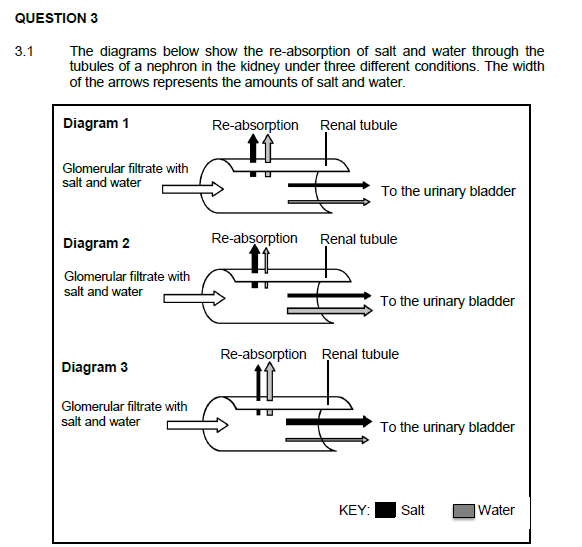 QUESTION 3
3.1 The diagrams below show the re-absorption of salt and water through the
tubules of a nephron in the kidney under three different conditions. The width
of the arrows represents the amounts of salt and water.
Diagram 1
Re-absorption Renal tubule
Glomerular filtrate with
salt and water
To the urinary bladder
Diagram 2
Re-absorption Renal tubule
Glomerular filtrate with
salt and water
To the urinary bladder
Re-absorption Renal tubule
Diagram 3
Glomerular filtrate with
salt and water
To the urinary bladder
KEY: Salt Water